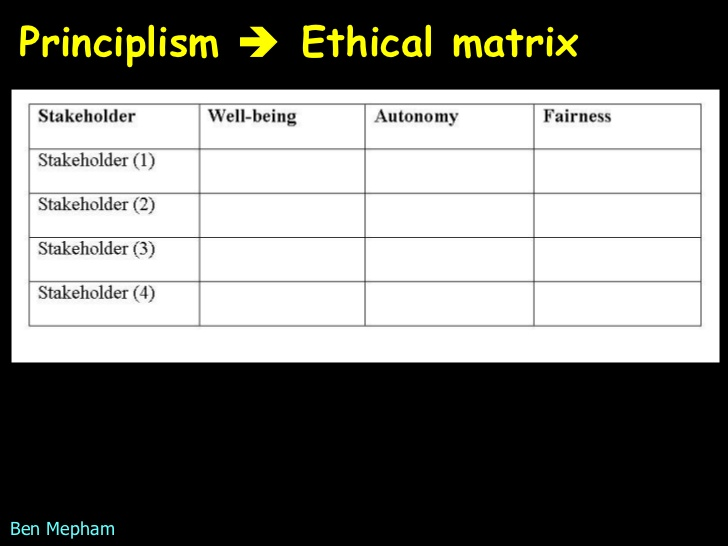 Principlism ➔ Ethical matrix
Stakeholder Well-being Autonomy Fairness
Stakeholder (1)
Stakeholder (2)
Stakeholder (3)
Stakeholder (4)
Ben Mepham